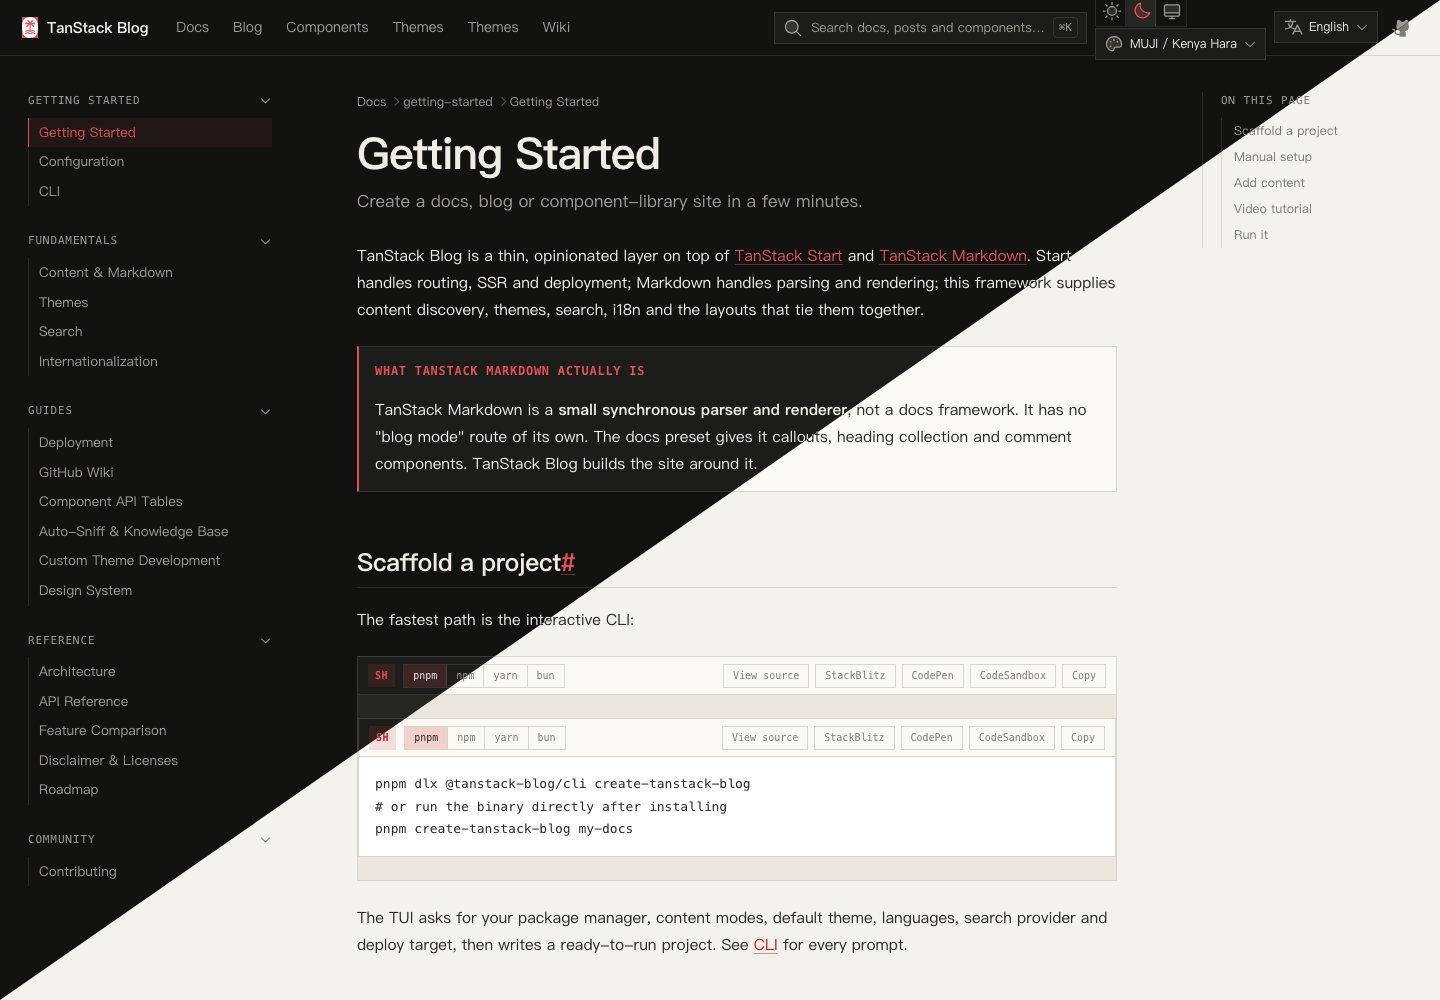 TanStack Blog
Docs
Blog
Components
Themes
Themes
Wiki
Search docs, posts and components...
⌘K
MUJI / Kenya Hara
English
GETTING STARTED
Getting Started
Configuration
CLI
FUNDAMENTALS
Content & Markdown
Themes
Search
Internationalization
GUIDES
Deployment
GitHub Wiki
Component API Tables
Auto-Sniff & Knowledge Base
Custom Theme Development
Design System
REFERENCE
Architecture
API Reference
Feature Comparison
Disclaimer & Licenses
Roadmap
COMMUNITY
Contributing
Docs > getting-started > Getting Started
Getting Started
Create a docs, blog or component-library site in a few minutes.
TanStack Blog is a thin, opinionated layer on top of TanStack Start and TanStack Markdown. Start
handles routing, SSR and deployment; Markdown handles parsing and rendering; this framework supplies
content discovery, themes, search, i18n and the layouts that tie them together.
WHAT TANSTACK MARKDOWN ACTUALLY IS
TanStack Markdown is a small synchronous parser and renderer, not a docs framework. It has no
"blog mode" route of its own. The docs preset gives it callouts, heading collection and comment
components. TanStack Blog builds the site around it.
Scaffold a project#
The fastest path is the interactive CLI:
SH pnpm npm yarn bun View source StackBlitz CodePen CodeSandbox Copy
SH pnpm npm yarn bun View source StackBlitz CodePen CodeSandbox Copy
pnpm dlx @tanstack-blog/cli create-tanstack-blog
# or run the binary directly after installing
pnpm create-tanstack-blog my-docs
The TUI asks for your package manager, content modes, default theme, languages, search provider and
deploy target, then writes a ready-to-run project. See CLI for every prompt.
ON THIS PAGE
Scaffold a project
Manual setup
Add content
Video tutorial
Run it